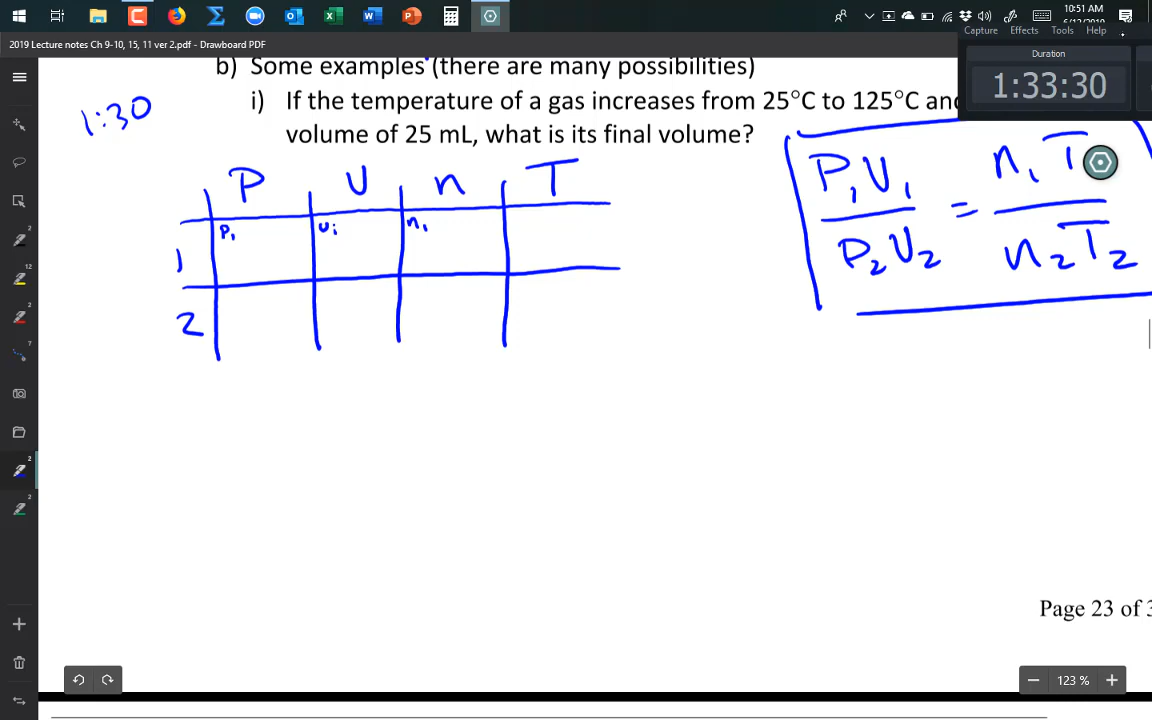 10:51 AM
2019 Lecture notes Ch 9-10, 15, 11 ver 2.pdf - Drawboard PDF
Capture Effects Tools Help
Duration
1:33:30
b) Some examples (there are many possibilities)
1:30
i) If the temperature of a gas increases from 25°C to 125°C and
volume of 25 mL, what is its final volume?
P V n T
P₁ V₁ n₁
1
2
P₁V₁ / P₂V₂ = n₁T / n₂T₂
Page 23 of 3
123 %